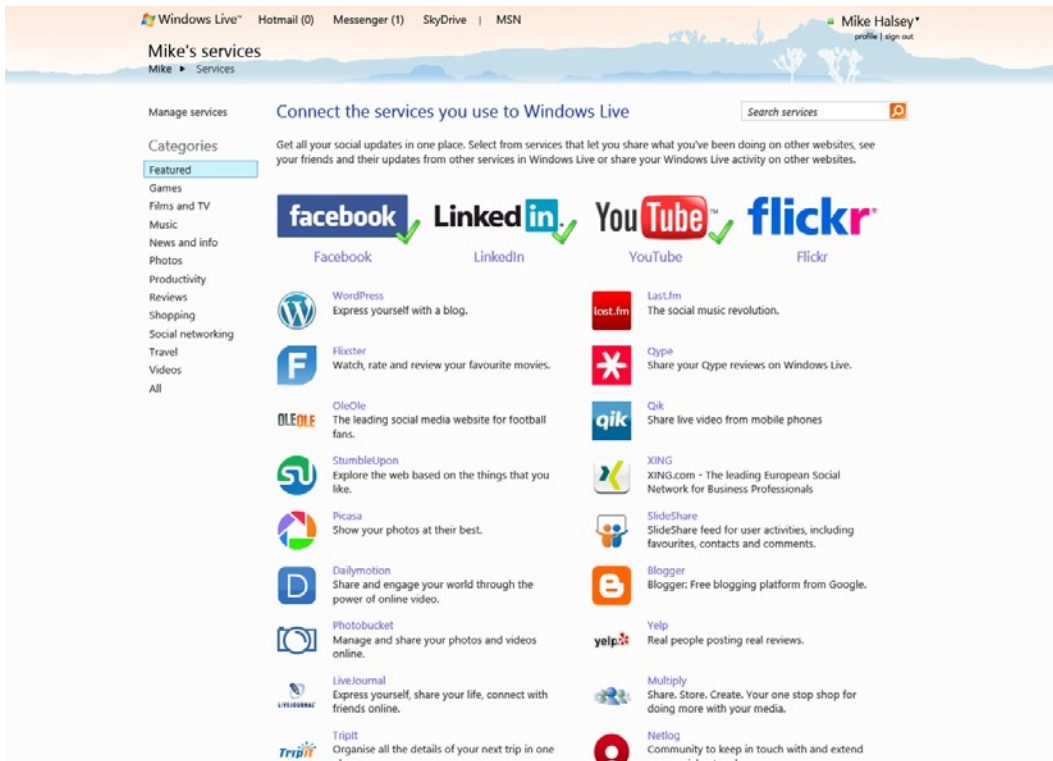 Windows Live™ Hotmail (0) Messenger (1) SkyDrive | MSN
Mike Halsey
profile | sign out
Mike's services
Mike ► Services
Manage services
Categories
Featured
Games
Films and TV
Music
News and info
Photos
Productivity
Reviews
Shopping
Social networking
Travel
Videos
All
Connect the services you use to Windows Live
Search services
Get all your social updates in one place. Select from services that let you share what you've been doing on other websites, see
your friends and their updates from other services in Windows Live or share your Windows Live activity on other websites.
facebook
Linked in.
You Tube™
flickr
Facebook
LinkedIn
YouTube
Flickr
WordPress
Express yourself with a blog.
last.fm
Last.fm
The social music revolution.
Flixster
Watch, rate and review your favourite movies.
Qype
Share your Qype reviews on Windows Live.
OLEOLE
OleOle
The leading social media website for football
fans.
qik
Qik
Share live video from mobile phones
StumbleUpon
Explore the web based on the things that you
like.
XING
XING.com - The leading European Social
Network for Business Professionals
Picasa
Show your photos at their best.
SlideShare
SlideShare feed for user activities, including
favourites, contacts and comments.
D
Dailymotion
Share and engage your world through the
power of online video.
Blogger
Blogger: Free blogging platform from Google.
Photobucket
Manage and share your photos and videos
online.
yelp
Yelp
Real people posting real reviews.
LIVEJOURNAL
LiveJournal
Express yourself, share your life, connect with
friends online.
Multiply
Share. Store. Create. Your one stop shop for
doing more with your media.
TripIt
TripIt
Organise all the details of your next trip in one
Netlog
Community to keep in touch with and extend